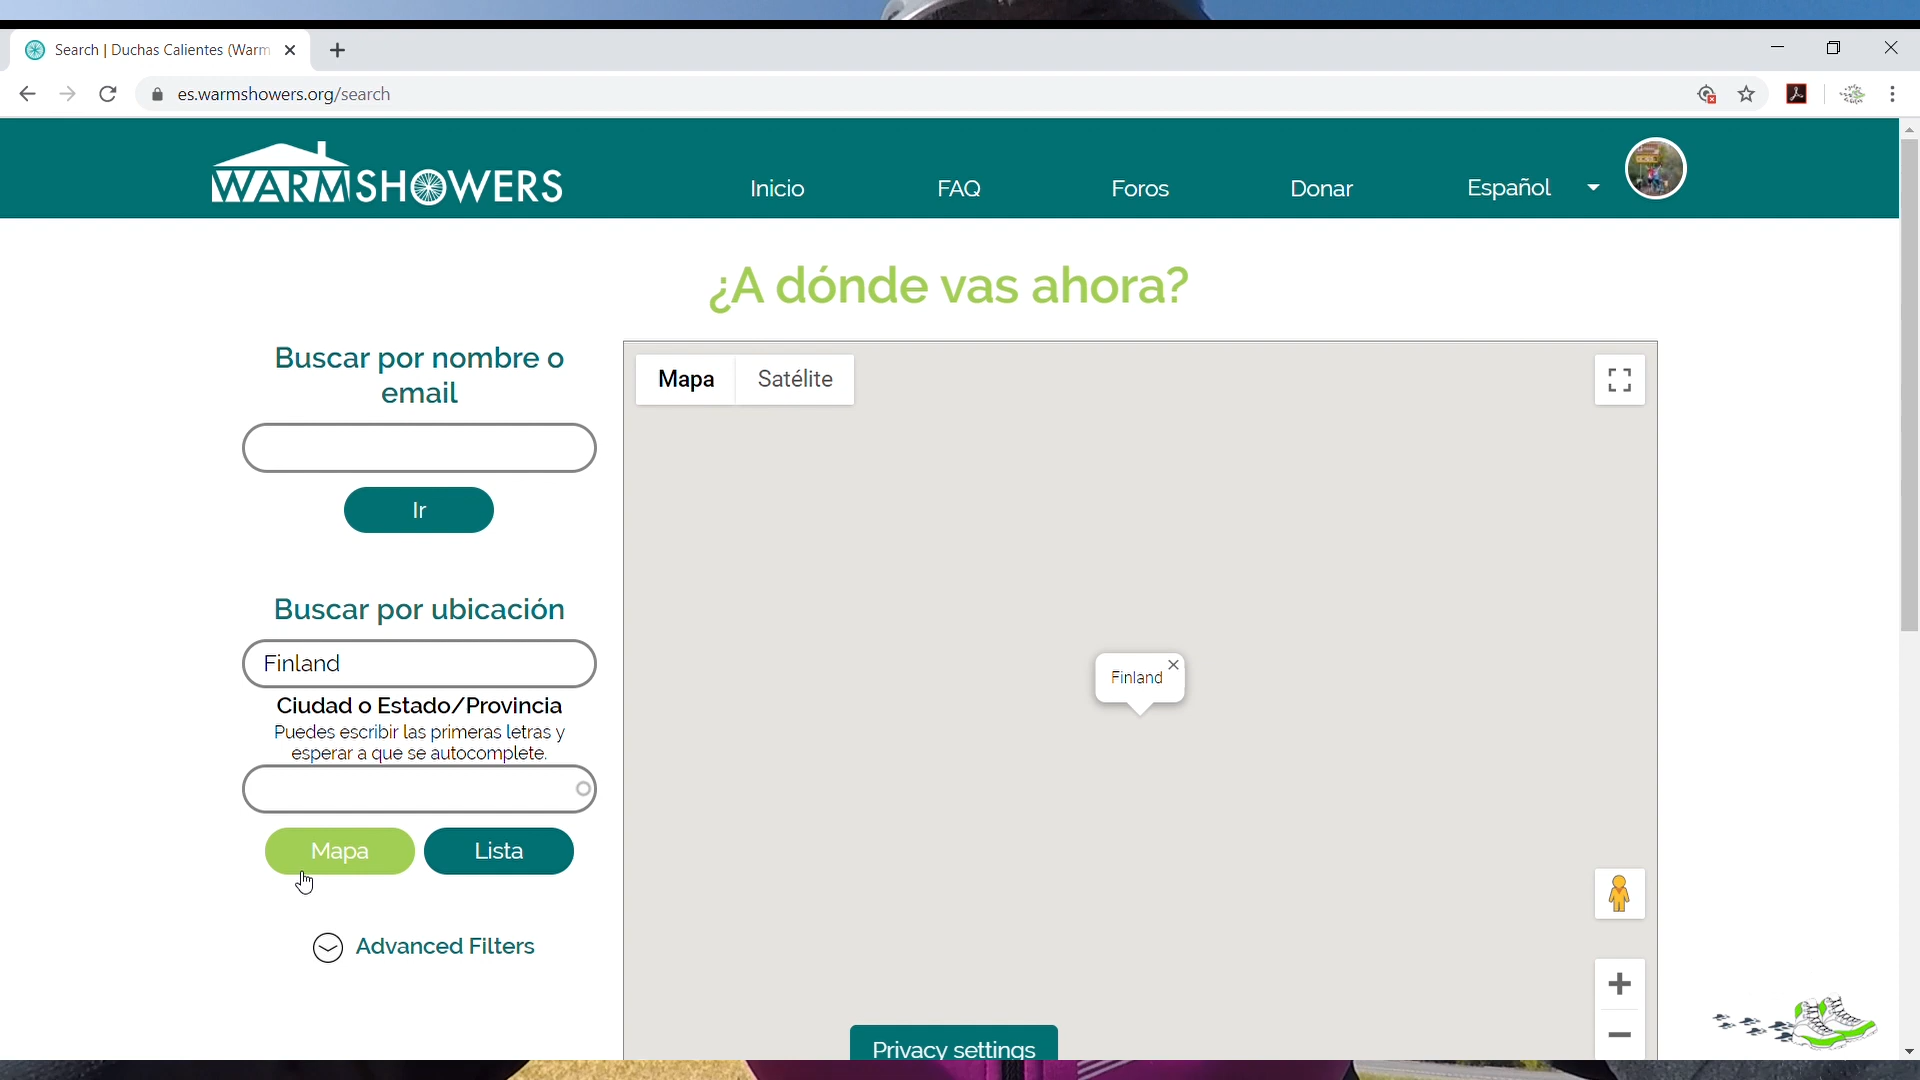 Search | Duchas Calientes (Warm
es.warmshowers.org/search
WARMSHOWERS
Inicio
FAQ
Foros
Donar
Español
¿A dónde vas ahora?
Buscar por nombre o
email
Ir
Buscar por ubicación
Finland
Ciudad o Estado/Provincia
Puedes escribir las primeras letras y
esperar a que se autocomplete.
Mapa
Lista
Advanced Filters
Mapa
Satélite
Finland
Privacy settings